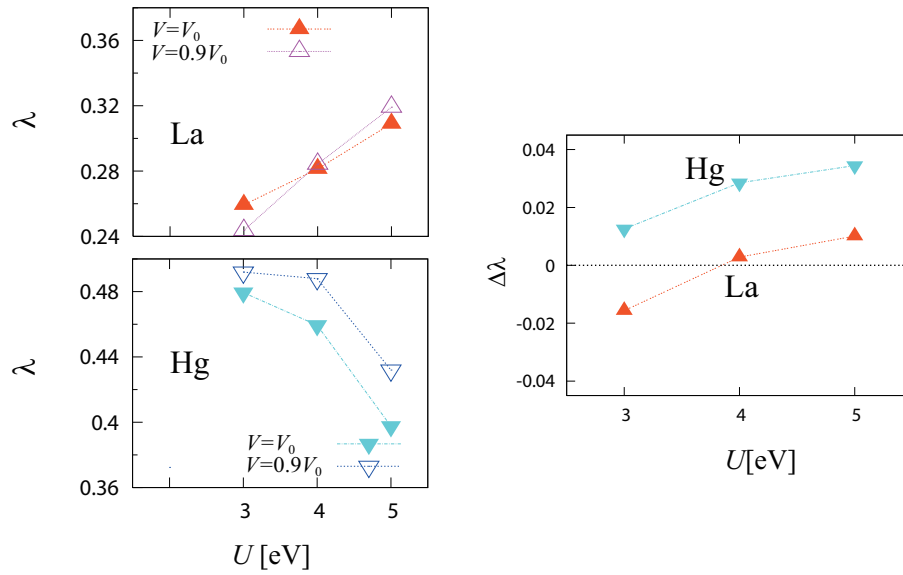 V=V0
V=0.9V0
0.36
0.32
0.28
0.24
λ
La
0.48
0.44
0.4
0.36
λ
Hg
V=V0
V=0.9V0
3 4 5
U [eV]
0.04
0.02
0
-0.02
-0.04
Δλ
Hg
La
3 4 5
U[eV]